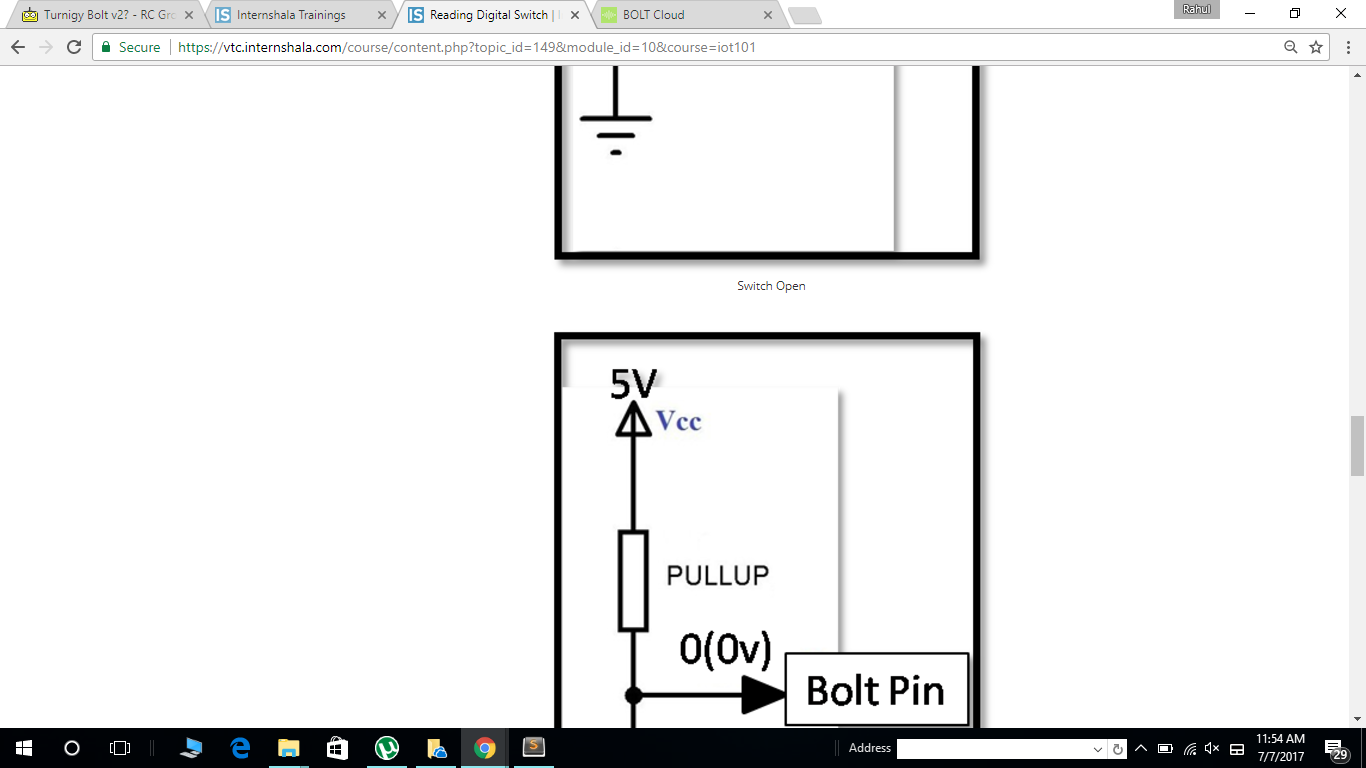 Turnigy Bolt v2? - RC Gro
Internshala Trainings
Reading Digital Switch |
BOLT Cloud
Rahul
Secure
https://vtc.internshala.com/course/content.php?topic_id=149&module_id=10&course=iot101
Switch Open
5V
Vcc
PULLUP
0(0v)
Bolt Pin
Address
11:54 AM
7/7/2017
29